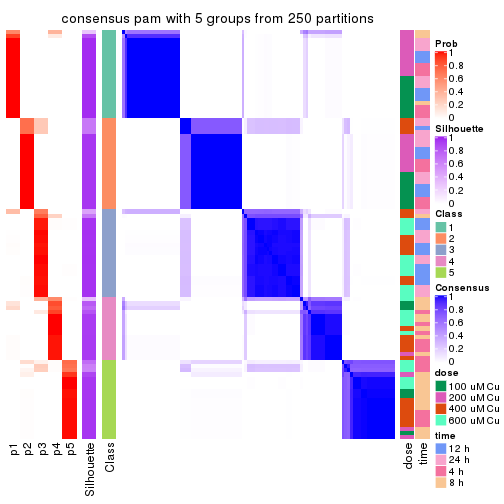 consensus pam with 5 groups from 250 partitions
Prob
1
0.8
0.6
0.4
0.2
0
Silhouette
1
0.8
0.6
0.4
0.2
0
Class
1
2
3
4
5
Consensus
1
0.8
0.6
0.4
0.2
0
dose
100 uM Cu
200 uM Cu
400 uM Cu
600 uM Cu
time
12 h
24 h
4 h
8 h
p1
p2
p3
p4
p5
Silhouette
Class
dose
time